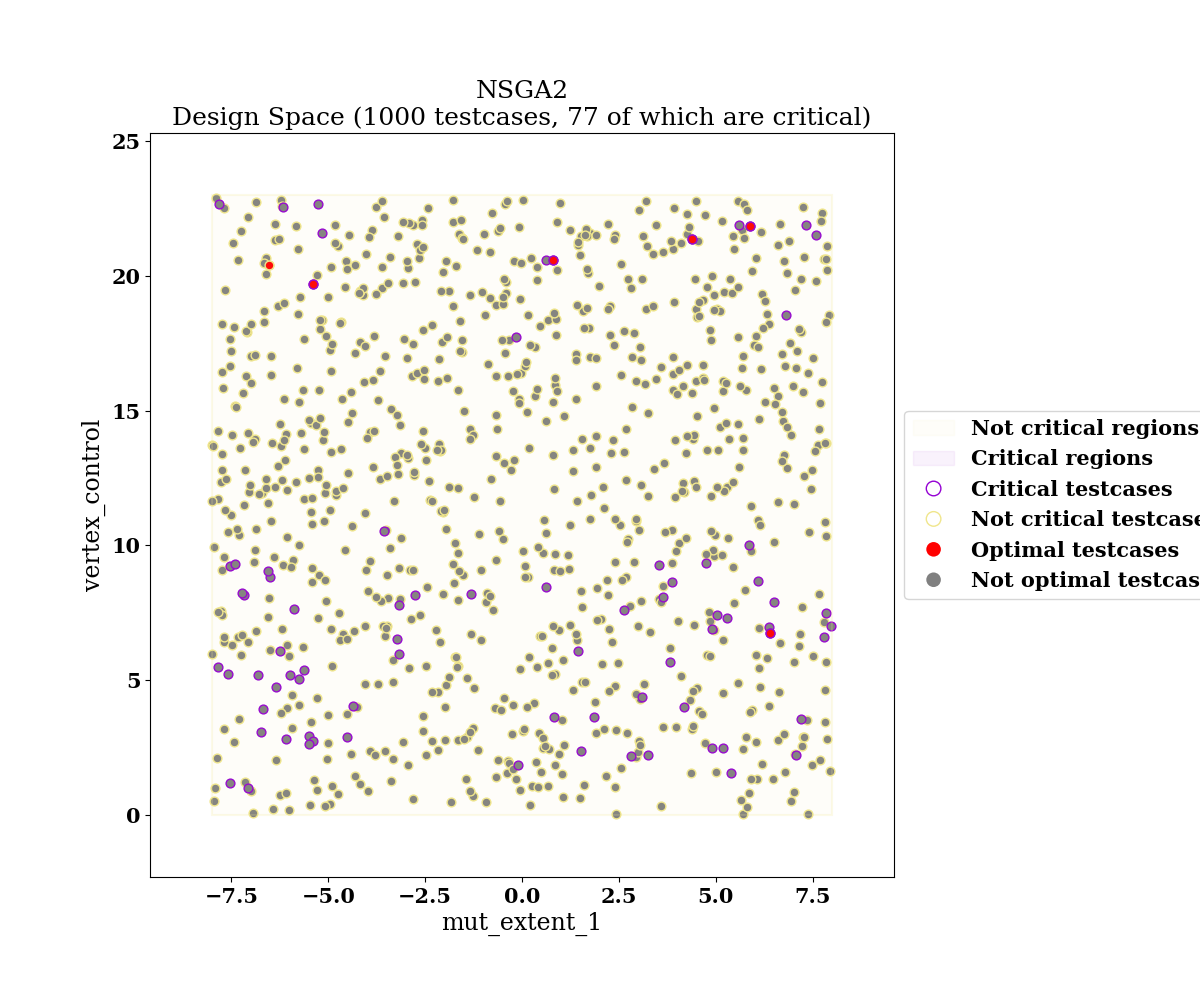 NSGA2
Design Space (1000 testcases, 77 of which are critical)
25
20
15
10
5
0
vertex_control
−7.5
−5.0
−2.5
0.0
2.5
5.0
7.5
mut_extent_1
Not critical regions
Critical regions
Critical testcases
Not critical testcase
Optimal testcases
Not optimal testcas